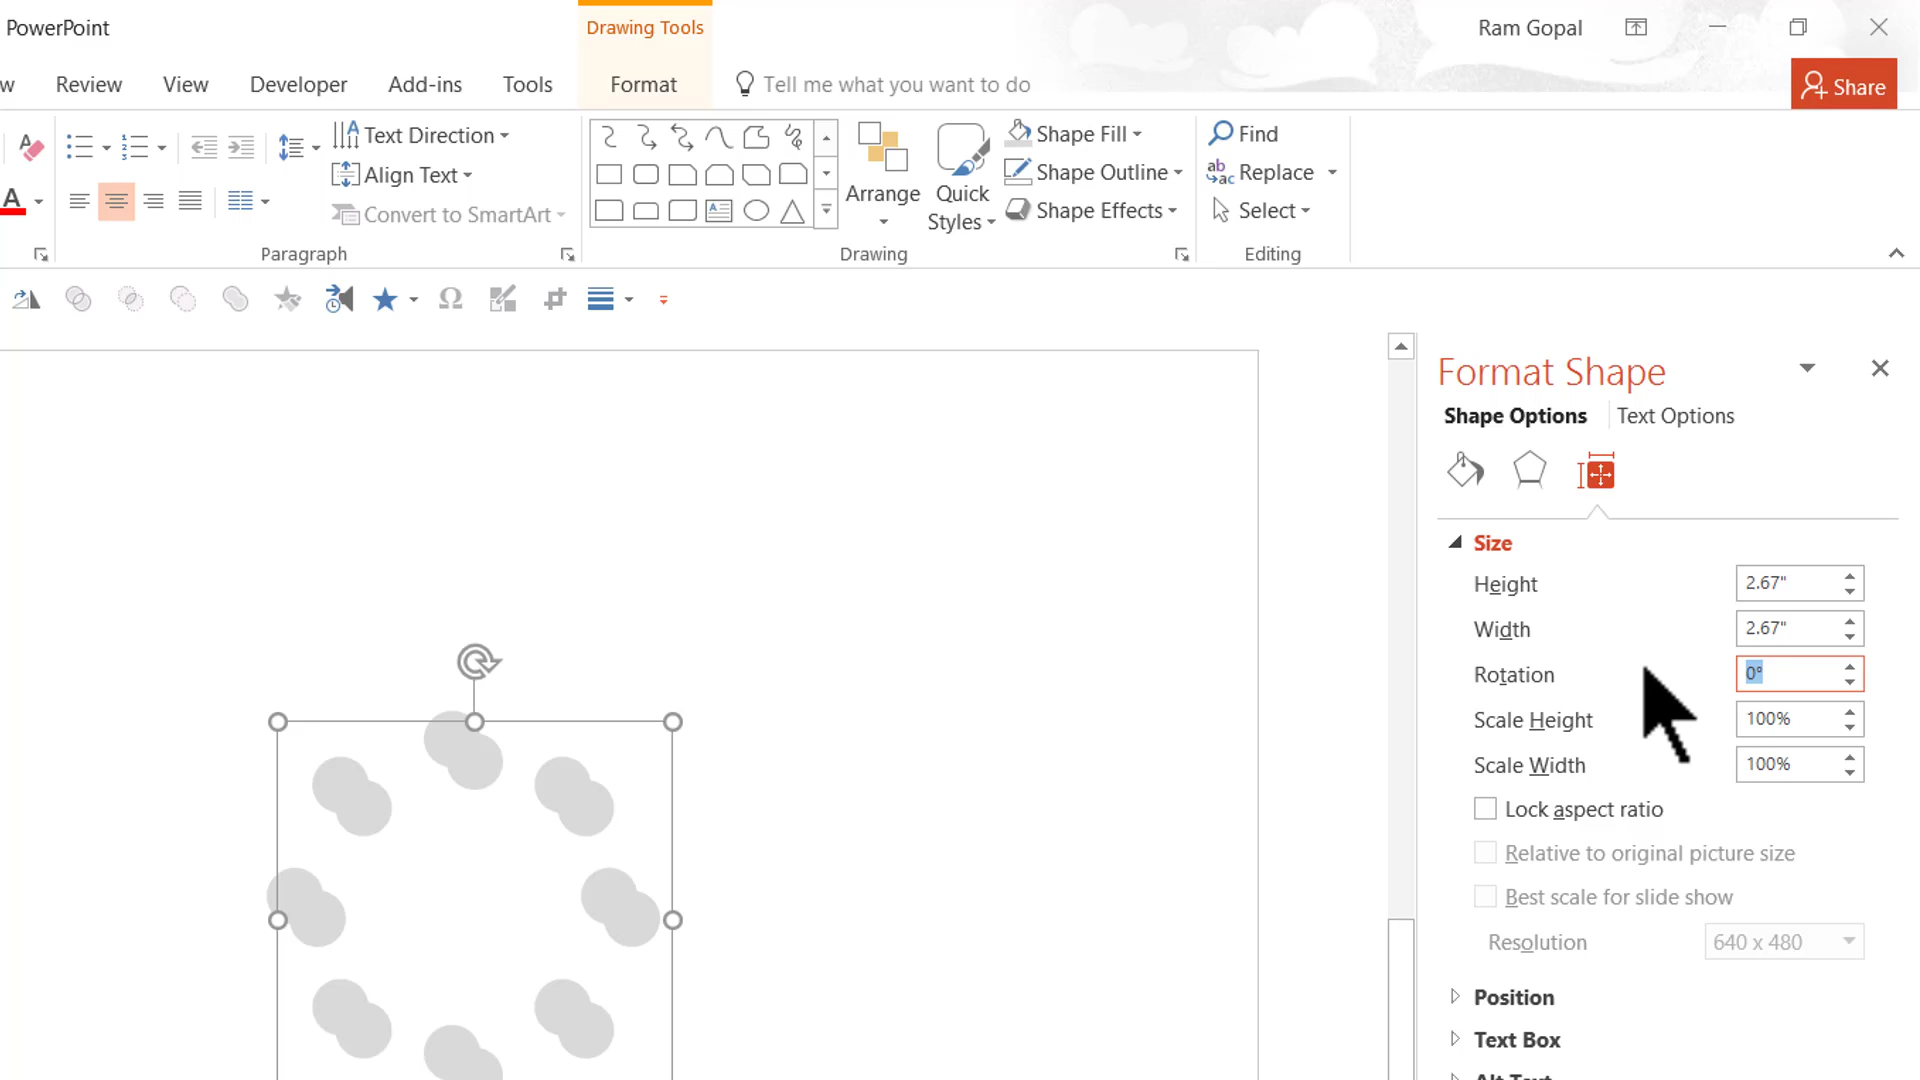 PowerPoint
Drawing Tools
Ram Gopal
w Review View Developer Add-ins Tools Format Tell me what you want to do
Share
Text Direction
Align Text
Convert to SmartArt
Paragraph
Arrange
Quick Styles
Shape Fill
Shape Outline
Shape Effects
Drawing
Find
Replace
Select
Editing
Format Shape
Shape Options Text Options
Size
Height 2.67"
Width 2.67"
Rotation 0°
Scale Height 100%
Scale Width 100%
Lock aspect ratio
Relative to original picture size
Best scale for slide show
Resolution 640 x 480
Position
Text Box
Alt Text